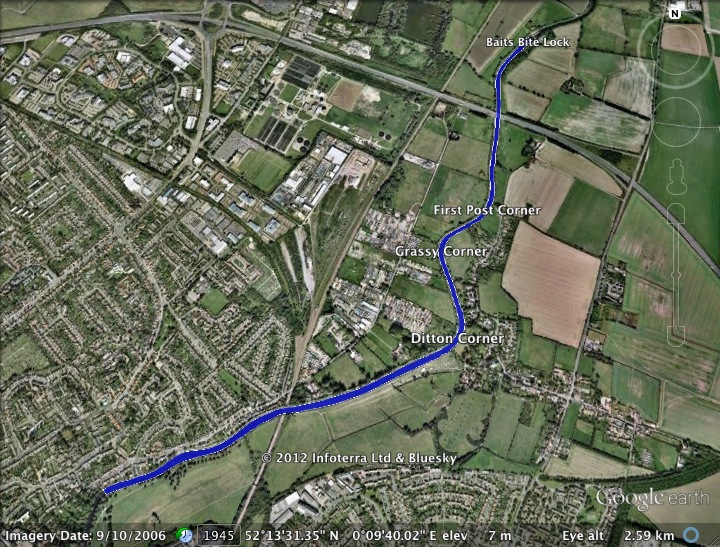 N
Baits Bite Lock
First Post Corner
Grassy Corner
Ditton Corner
© 2012 Infoterra Ltd & Bluesky
Google earth
Imagery Date: 9/10/2006 1945 52°13'31.35" N 0°09'40.02" E elev 7 m Eye alt 2.59 km